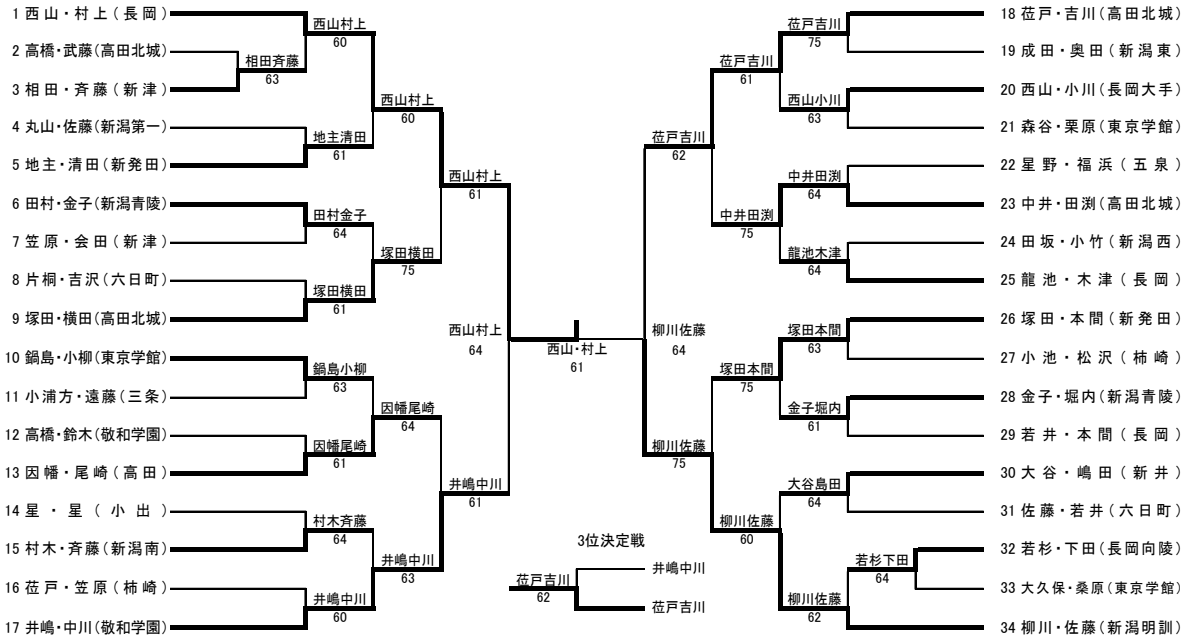 1 西山・村上(長岡)
2 高橋・武藤(高田北城)
3 相田・斉藤(新津)
4 丸山・佐藤(新潟第一)
5 地主・清田(新発田)
6 田村・金子(新潟青陵)
7 笠原・会田(新津)
8 片桐・吉沢(六日町)
9 塚田・横田(高田北城)
10 鍋島・小柳(東京学館)
11 小浦方・遠藤(三条)
12 高橋・鈴木(敬和学園)
13 因幡・尾崎(高田)
14 星・星(小出)
15 村木・斉藤(新潟南)
16 莅戸・笠原(柿崎)
17 井嶋・中川(敬和学園)
相田斉藤
63
西山村上
60
地主清田
61
田村金子
64
塚田横田
61
鍋島小柳
63
因幡尾崎
61
村木斉藤
64
井嶋中川
60
西山村上
60
塚田横田
75
因幡尾崎
64
井嶋中川
63
西山村上
61
井嶋中川
61
西山村上
64
西山・村上
61
柳川佐藤
64
莅戸吉川
62
柳川佐藤
75
莅戸吉川
61
中井田渕
75
塚田本間
75
柳川佐藤
60
莅戸吉川
75
西山小川
63
中井田渕
64
龍池木津
64
塚田本間
63
金子堀内
61
大谷島田
64
柳川佐藤
62
若杉下田
64
18 莅戸・吉川(高田北城)
19 成田・奥田(新潟東)
20 西山・小川(長岡大手)
21 森谷・栗原(東京学館)
22 星野・福浜(五泉)
23 中井・田渕(高田北城)
24 田坂・小竹(新潟西)
25 龍池・木津(長岡)
26 塚田・本間(新発田)
27 小池・松沢(柿崎)
28 金子・堀内(新潟青陵)
29 若井・本間(長岡)
30 大谷・嶋田(新井)
31 佐藤・若井(六日町)
32 若杉・下田(長岡向陵)
33 大久保・桑原(東京学館)
34 柳川・佐藤(新潟明訓)
3位決定戦
莅戸吉川
62
井嶋中川
莅戸吉川